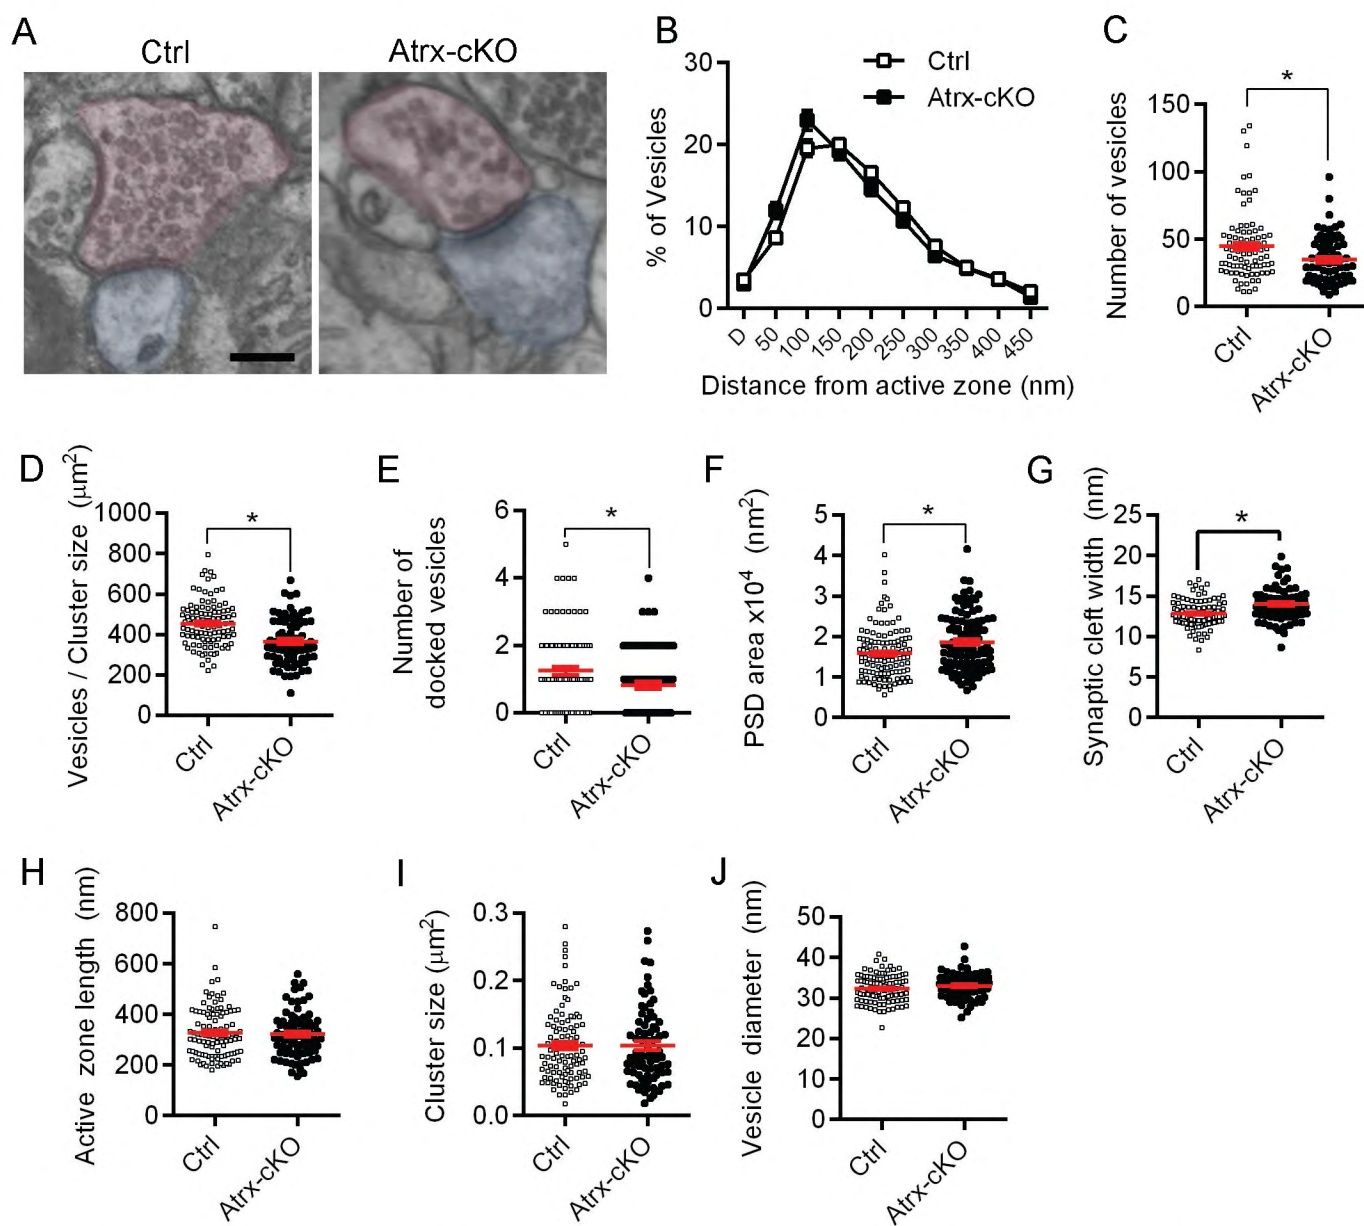 A
Ctrl
Atrx-cKO
B
% of Vesicles
30
20
10
0
Ctrl
Atrx-cKO
D
50
100
150
200
250
300
350
400
450
Distance from active zone (nm)
C
Number of vesicles
150
100
50
0
*
Ctrl
Atrx-cKO
D
Vesicles / Cluster size (μm²)
1000
800
600
400
200
0
*
Ctrl
Atrx-cKO
E
Number of
docked vesicles
6
4
2
0
*
Ctrl
Atrx-cKO
F
PSD area x10⁴ (nm²)
5
4
3
2
1
0
*
Ctrl
Atrx-cKO
G
Synaptic cleft width (nm)
25
20
15
10
5
0
*
Ctrl
Atrx-cKO
H
Active zone length (nm)
800
600
400
200
0
Ctrl
Atrx-cKO
I
Cluster size (μm²)
0.3
0.2
0.1
0.0
Ctrl
Atrx-cKO
J
Vesicle diameter (nm)
50
40
30
20
10
0
Ctrl
Atrx-cKO